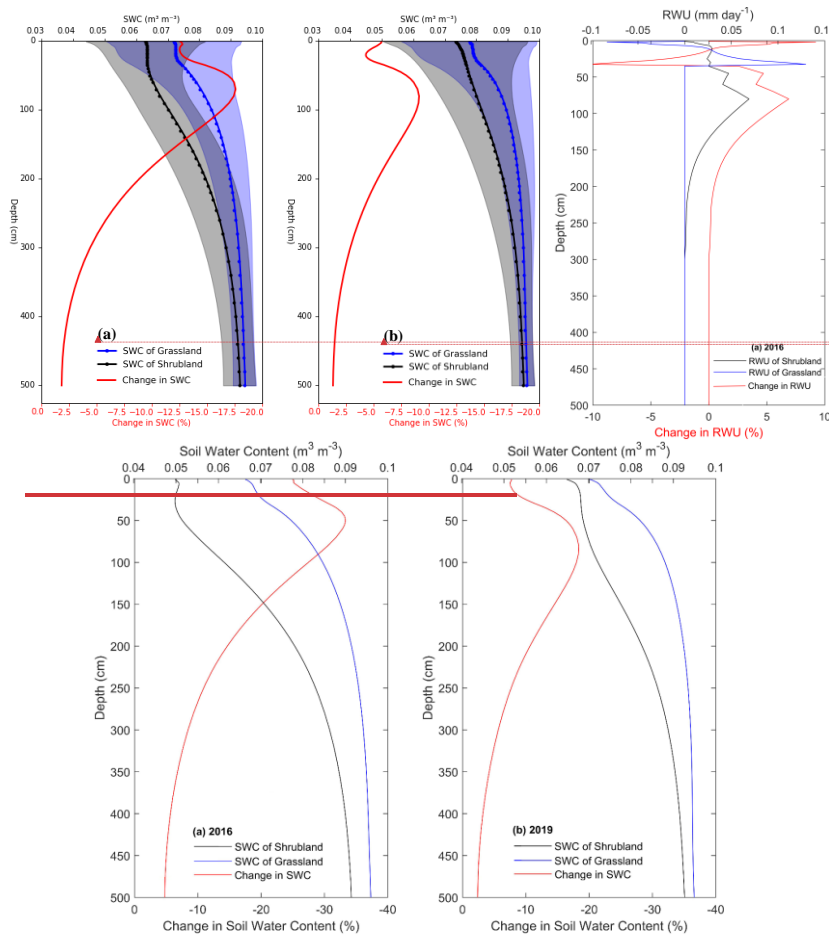 SWC (m³ m⁻³)
0.03 0.04 0.05 0.06 0.07 0.08 0.09 0.10
0
100
200
300
400
500
Depth (cm)
(a)
SWC of Grassland
SWC of Shrubland
Change in SWC
0.0 −2.5 −5.0 −7.5 −10.0 −12.5 −15.0 −17.5 −20.0
Change in SWC (%)
SWC (m³ m⁻³)
0.03 0.04 0.05 0.06 0.07 0.08 0.09 0.10
0
100
200
300
400
500
Depth (cm)
(b)
SWC of Grassland
SWC of Shrubland
Change in SWC
0.0 −2.5 −5.0 −7.5 −10.0 −12.5 −15.0 −17.5 −20.0
Change in SWC (%)
RWU (mm day⁻¹)
-0.1 -0.05 0 0.05 0.1 0.1
0
50
100
150
200
250
300
350
400
450
500
Depth (cm)
(a) 2016
RWU of Shrubland
RWU of Grassland
Change in RWU
-10 -5 0 5 10
Change in RWU (%)
Soil Water Content (m³ m⁻³)
0.04 0.05 0.06 0.07 0.08 0.09 0.1
0
50
100
150
200
250
300
350
400
450
500
Depth (cm)
(a) 2016
SWC of Shrubland
SWC of Grassland
Change in SWC
0 -10 -20 -30 -40
Change in Soil Water Content (%)
Soil Water Content (m³ m⁻³)
0.04 0.05 0.06 0.07 0.08 0.09 0.1
0
50
100
150
200
250
300
350
400
450
500
Depth (cm)
(b) 2019
SWC of Shrubland
SWC of Grassland
Change in SWC
0 -10 -20 -30 -40
Change in Soil Water Content (%)